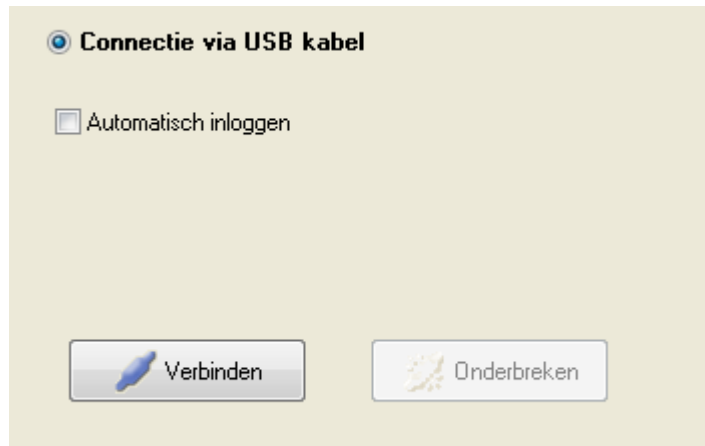 Connectie via USB kabel
Automatisch inloggen
Verbinden
Onderbreken